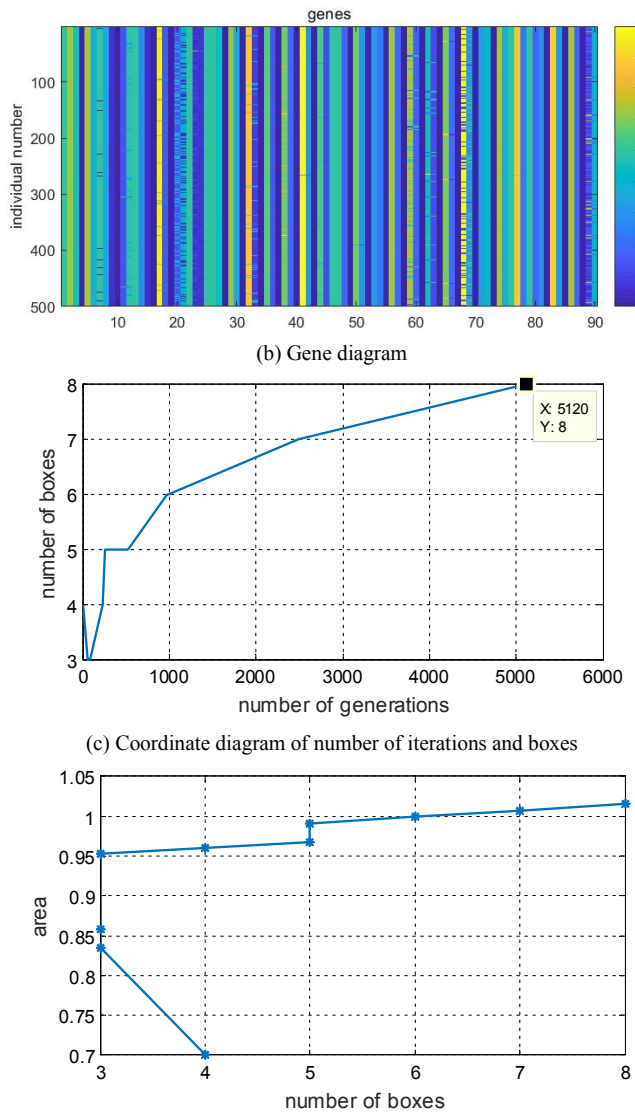 genes
individual number
100
200
300
400
500
10 20 30 40 50 60 70 80 90
(b) Gene diagram
number of boxes
8
7
6
5
4
3
X: 5120
Y: 8
0 1000 2000 3000 4000 5000 6000
number of generations
(c) Coordinate diagram of number of iterations and boxes
area
1.05
1
0.95
0.9
0.85
0.8
0.75
0.7
3 4 5 6 7 8
number of boxes